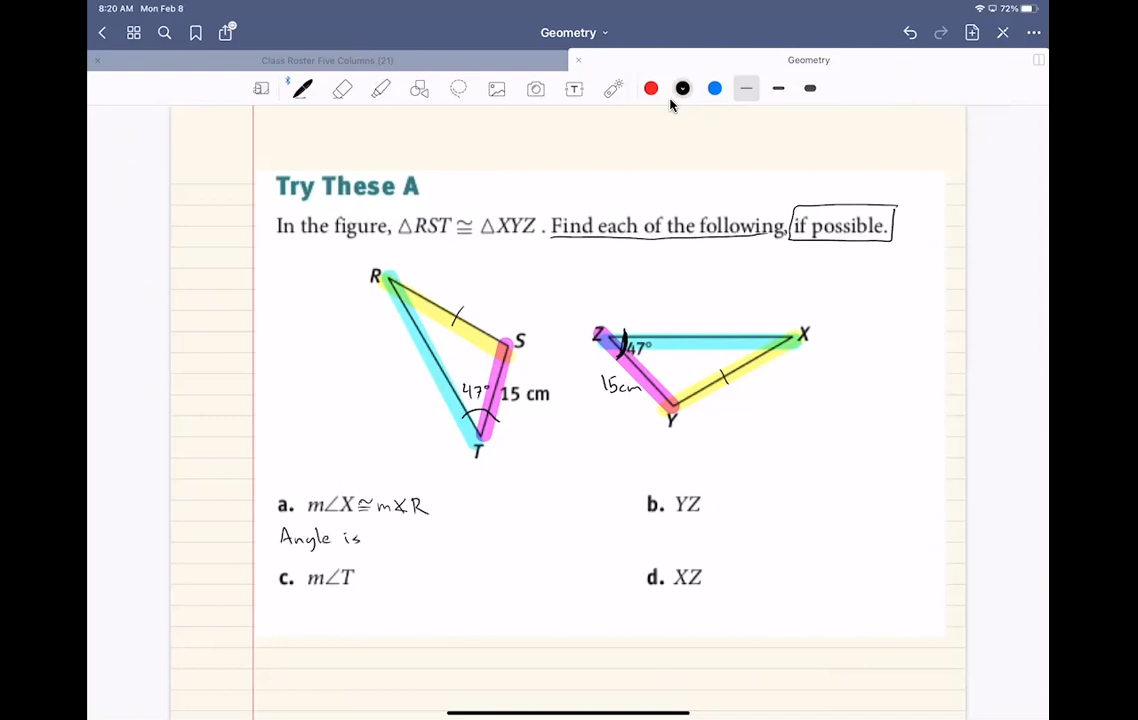 8:20 AM Mon Feb 8
72%
Geometry
Class Roster Five Columns (21)
Geometry
T
Try These A
In the figure, △RST ≅ △XYZ . Find each of the following, if possible.
R
S
47°
15 cm
T
Z
X
47°
15cm
Y
a. m∠X ≅ m∡R
b. YZ
Angle is
c. m∠T
d. XZ